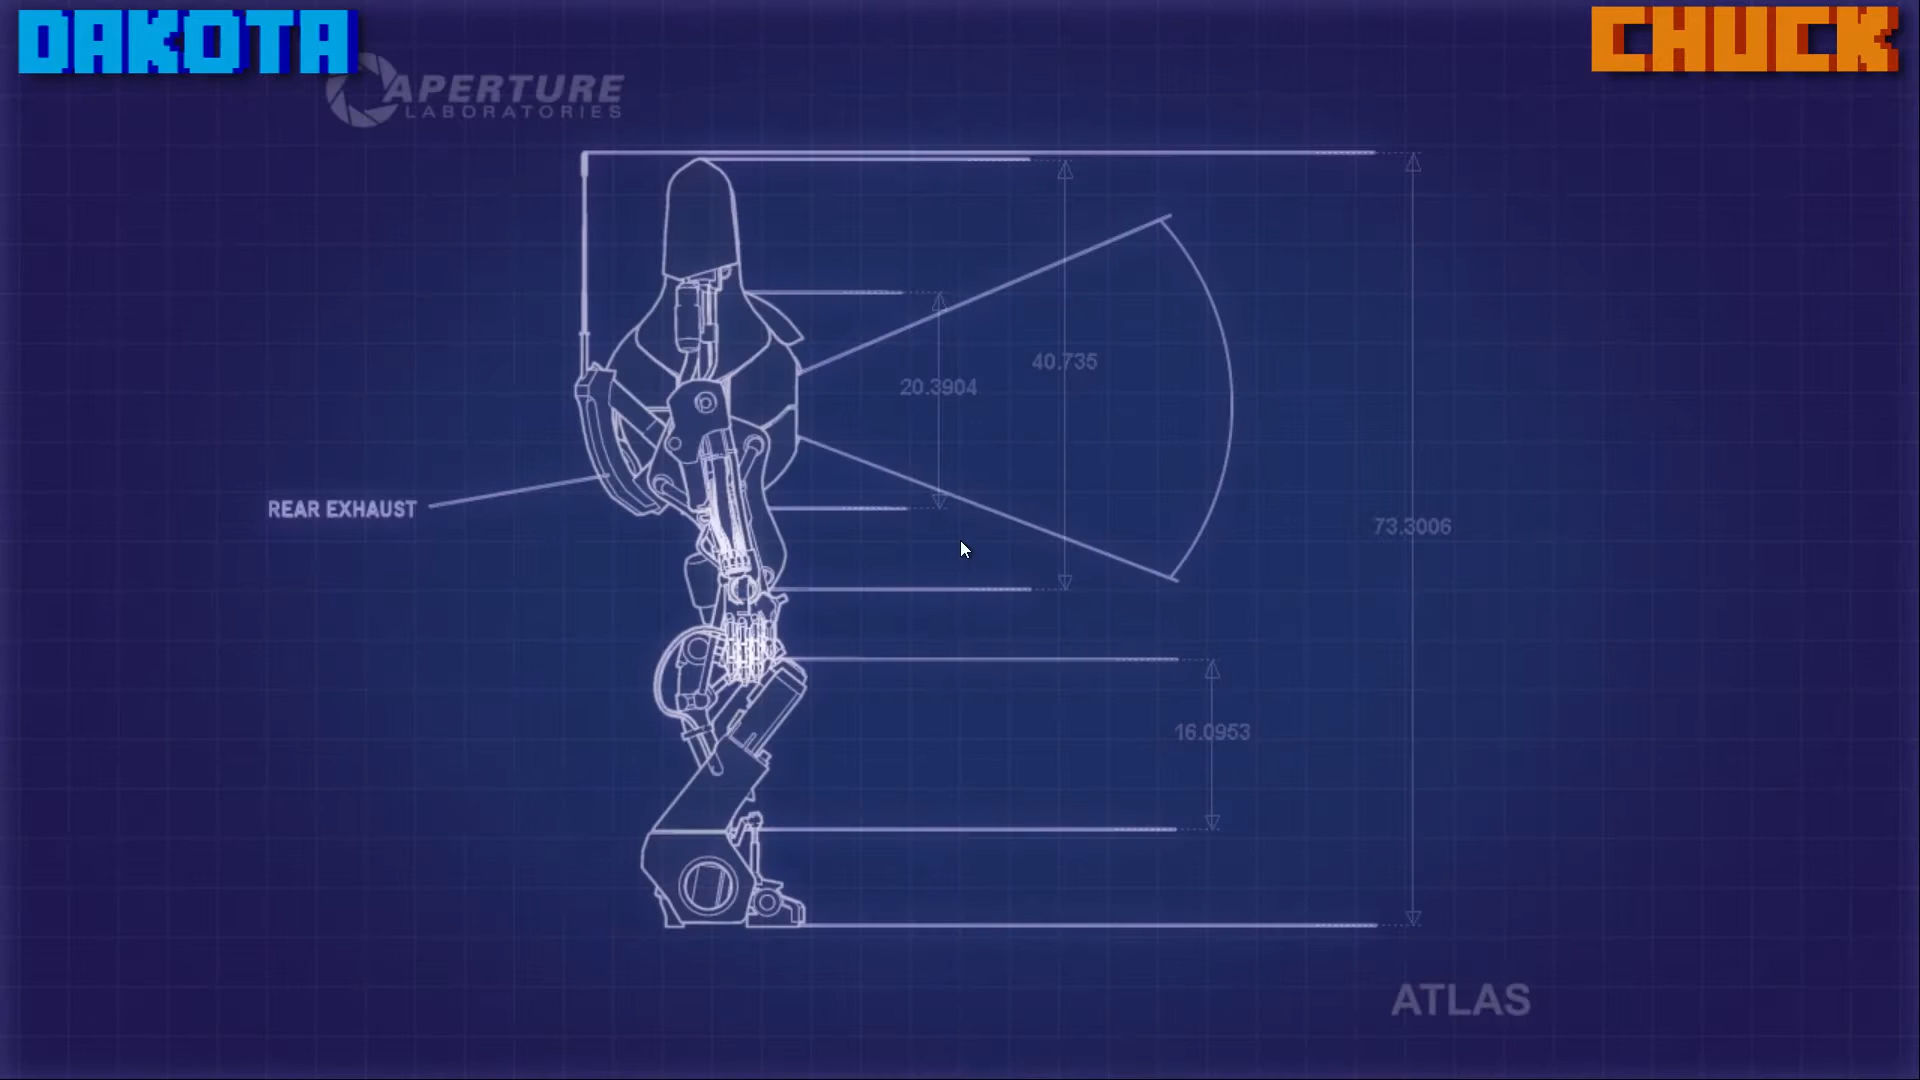 DAKOTA
CHUCK
APERTURE
LABORATORIES
40.735
20.3904
REAR EXHAUST
73.3006
16.0953
ATLAS